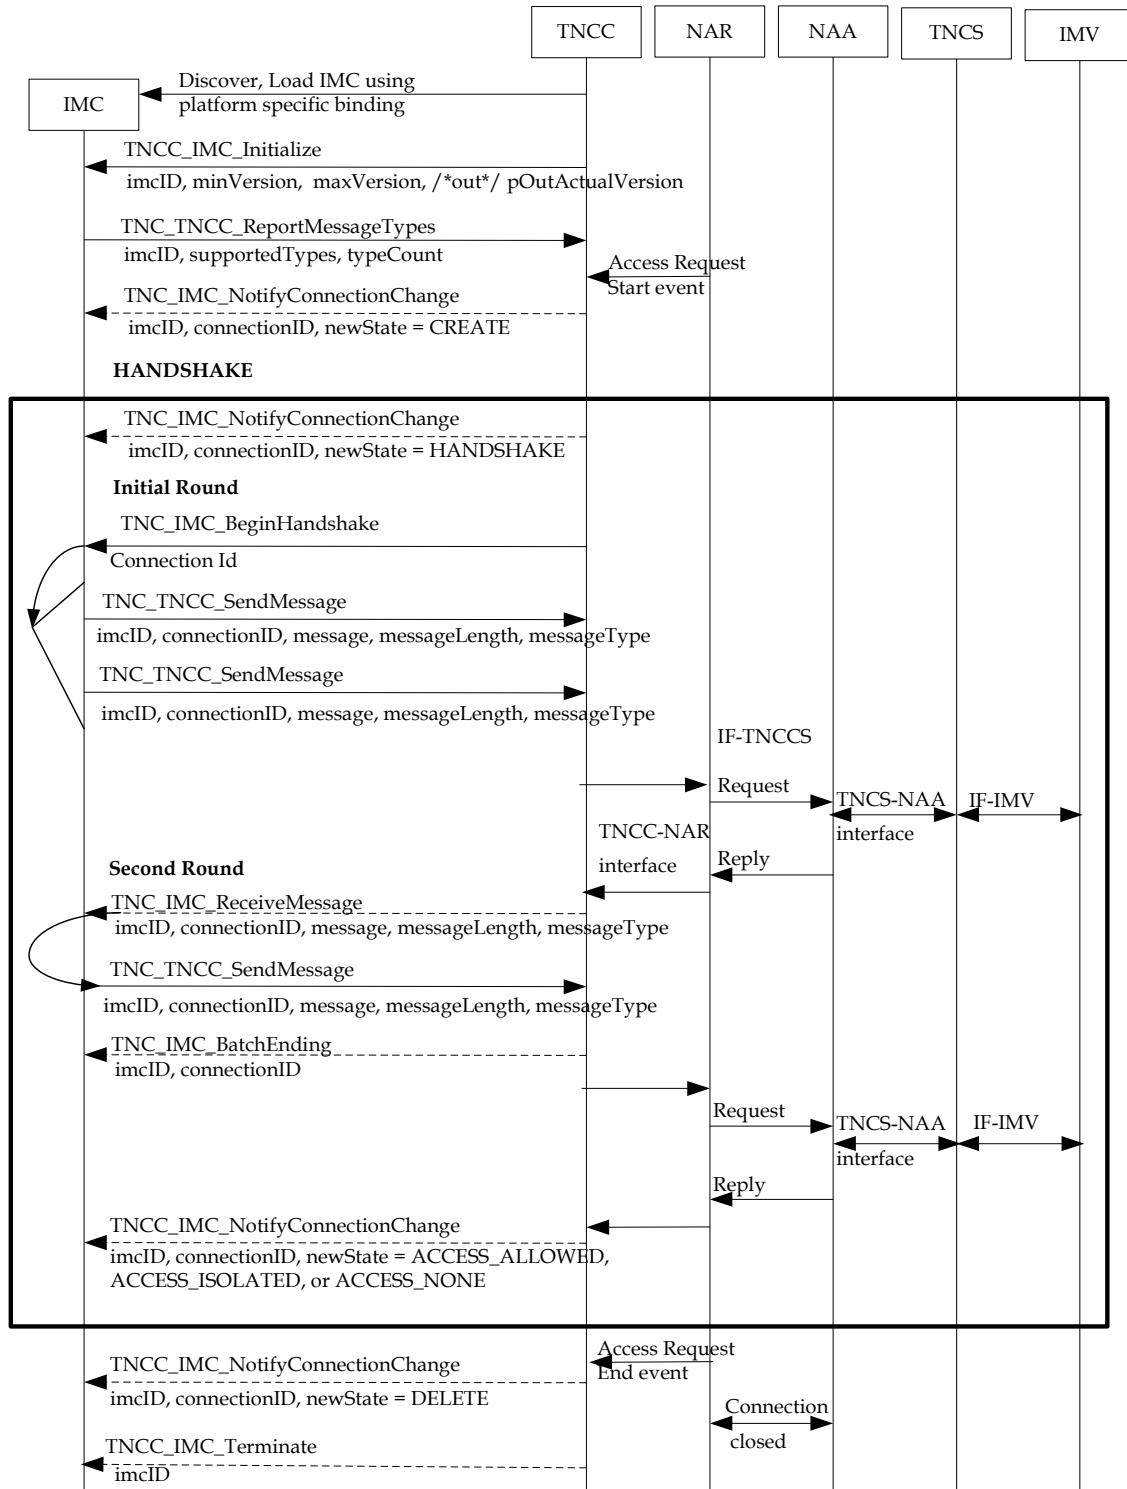 TNCC
NAR
NAA
TNCS
IMV
IMC
Discover, Load IMC using
platform specific binding
TNCC_IMC_Initialize
imcID, minVersion, maxVersion, /*out*/ pOutActualVersion
TNC_TNCC_ReportMessageTypes
imcID, supportedTypes, typeCount
Access Request
Start event
TNC_IMC_NotifyConnectionChange
imcID, connectionID, newState = CREATE
HANDSHAKE
TNC_IMC_NotifyConnectionChange
imcID, connectionID, newState = HANDSHAKE
Initial Round
TNC_IMC_BeginHandshake
Connection Id
TNC_TNCC_SendMessage
imcID, connectionID, message, messageLength, messageType
TNC_TNCC_SendMessage
imcID, connectionID, message, messageLength, messageType
IF-TNCCS
Request
TNCS-NAA
interface
IF-IMV
TNCC-NAR
interface
Reply
Second Round
TNC_IMC_ReceiveMessage
imcID, connectionID, message, messageLength, messageType
TNC_TNCC_SendMessage
imcID, connectionID, message, messageLength, messageType
TNC_IMC_BatchEnding
imcID, connectionID
Request
TNCS-NAA
interface
IF-IMV
Reply
TNCC_IMC_NotifyConnectionChange
imcID, connectionID, newState = ACCESS_ALLOWED,
ACCESS_ISOLATED, or ACCESS_NONE
Access Request
End event
TNCC_IMC_NotifyConnectionChange
imcID, connectionID, newState = DELETE
Connection
closed
TNCC_IMC_Terminate
imcID